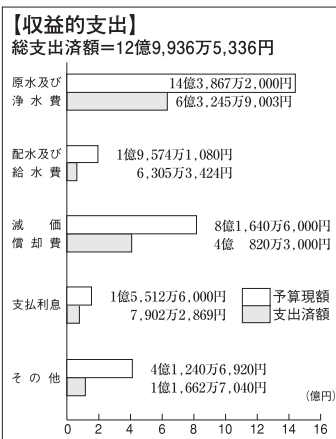 【収益的支出】
総支出済額=12億9,936万5,336円
原水及び浄水費
14億3,867万2,000円
6億3,245万9,003円
配水及び給水費
1億9,574万1,080円
6,305万3,424円
減価償却費
8億1,640万6,000円
4億 820万3,000円
支払利息
1億5,512万6,000円
7,902万2,869円
予算現額
支出済額
その他
4億1,240万6,920円
1億1,662万7,040円
(億円)
0 2 4 6 8 10 12 14 16